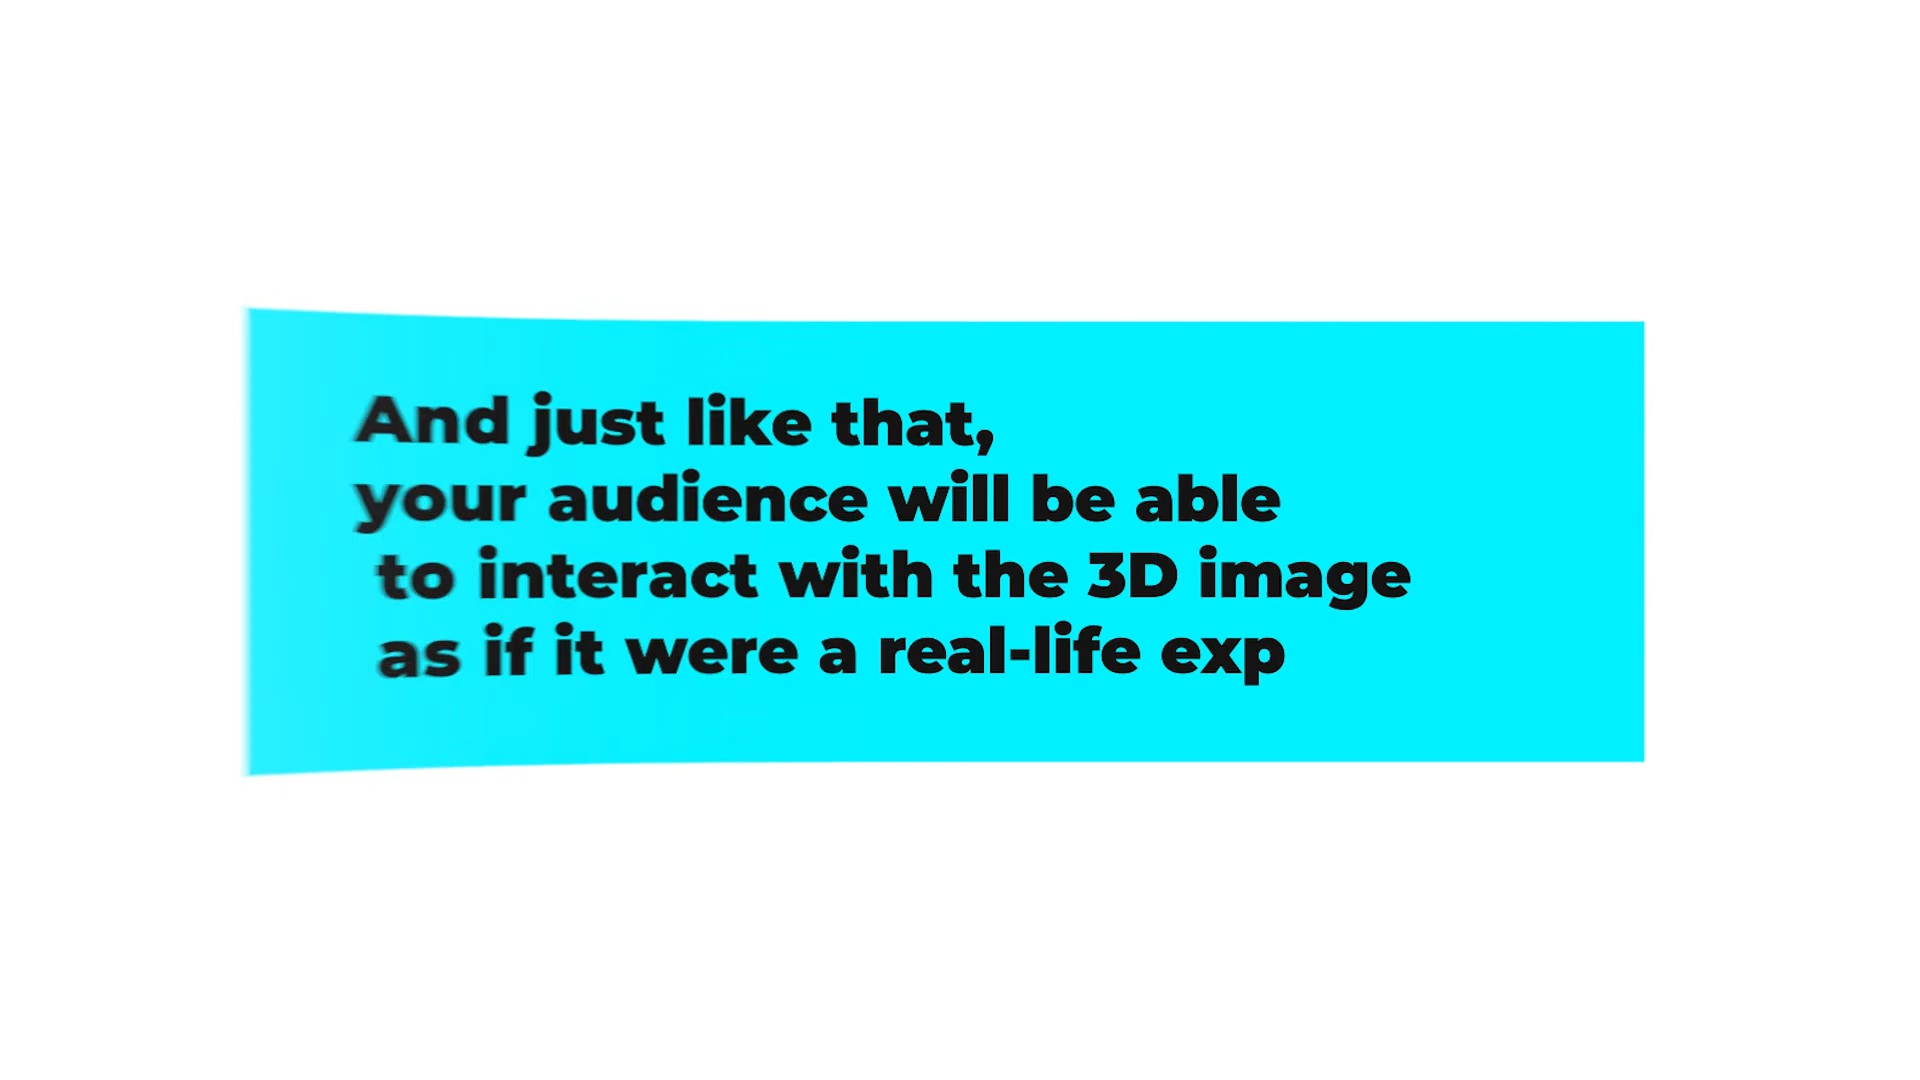 And just like that,
your audience will be able
to interact with the 3D image
as if it were a real-life exp